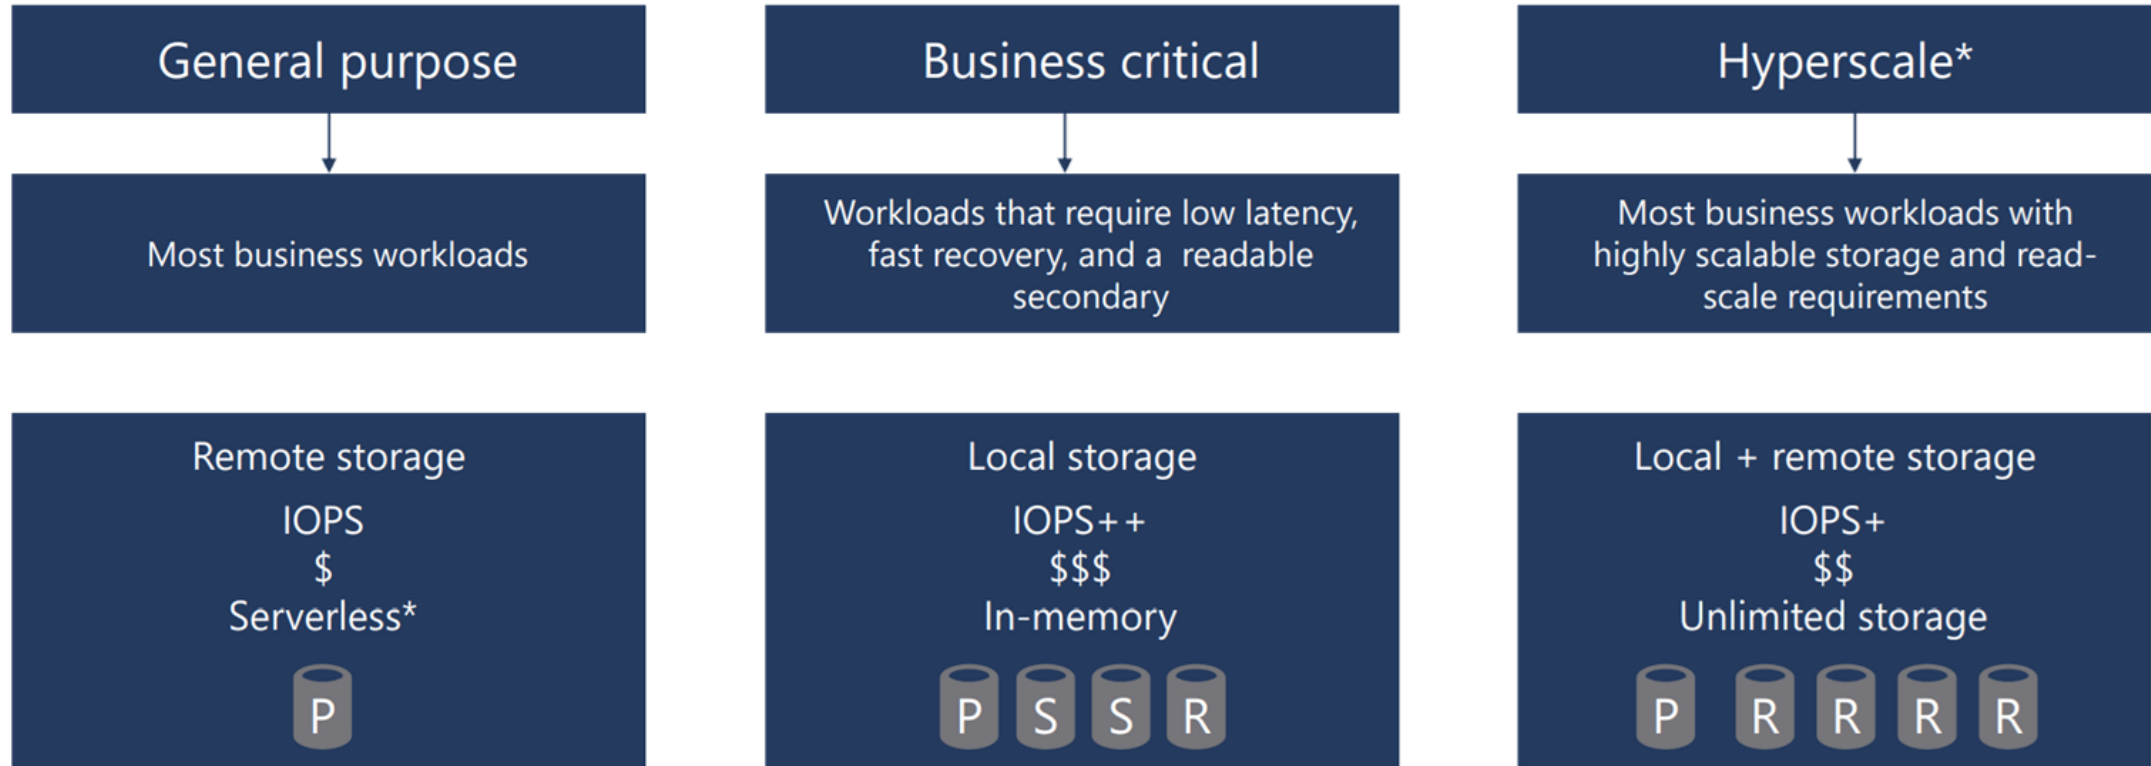 General purpose
Most business workloads
Remote storage
IOPS
$
Serverless*
P
Business critical
Workloads that require low latency,
fast recovery, and a  readable
secondary
Local storage
IOPS++
$$$
In-memory
P S S R
Hyperscale*
Most business workloads with
highly scalable storage and read-
scale requirements
Local + remote storage
IOPS+
$$
Unlimited storage
P R R R R